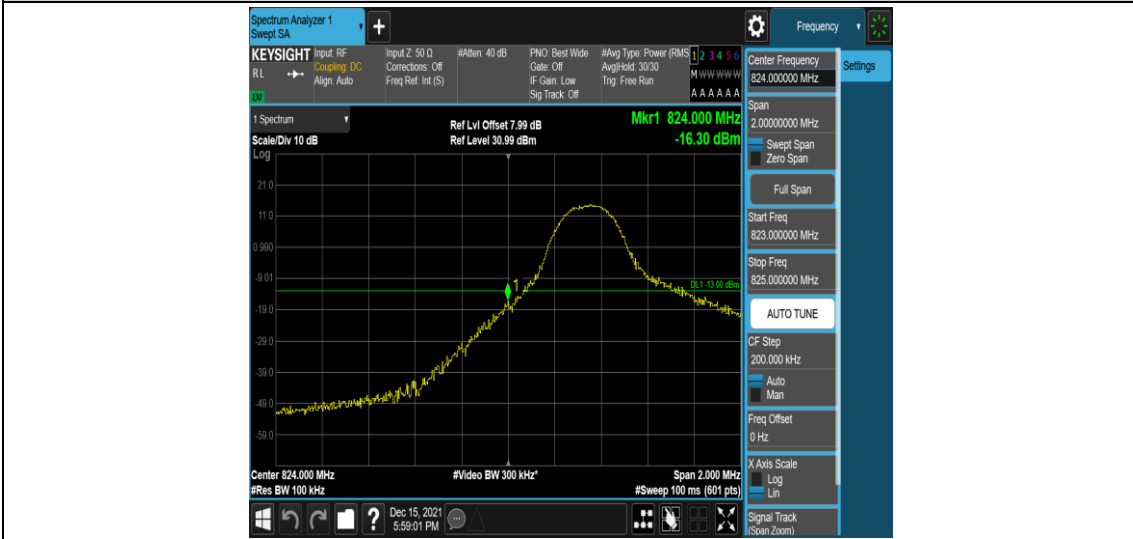 Spectrum Analyzer 1
Swept SA
+
Frequency
KEYSIGHT
RL
LNI
Input: RF
Coupling: DC
Align: Auto
Input Z: 50 Ω
Corrections: Off
Freq Ref: Int (S)
#Atten: 40 dB
PNO: Best Wide
Gate: Off
IF Gain: Low
Sig Track: Off
#Avg Type: Power (RMS
Avg|Hold: 30/30
Trig: Free Run
1 2 3 4 5 6
M W W W W W
A A A A A A
1 Spectrum
Scale/Div 10 dB
Log
Ref Lvl Offset 7.99 dB
Ref Level 30.99 dBm
Mkr1 824.000 MHz
-16.30 dBm
21.0
11.0
0.990
-9.01
-19.0
-29.0
-39.0
-49.0
-59.0
1
DL1 -13.00 dBm
Center 824.000 MHz
#Res BW 100 kHz
#Video BW 300 kHz*
Span 2.000 MHz
#Sweep 100 ms (601 pts)
Center Frequency
824.000000 MHz
Settings
Span
2.00000000 MHz
Swept Span
Zero Span
Full Span
Start Freq
823.000000 MHz
Stop Freq
825.000000 MHz
AUTO TUNE
CF Step
200.000 kHz
Auto
Man
Freq Offset
0 Hz
X Axis Scale
Log
Lin
Signal Track
(Span Zoom)
?
Dec 15, 2021
5:59:01 PM